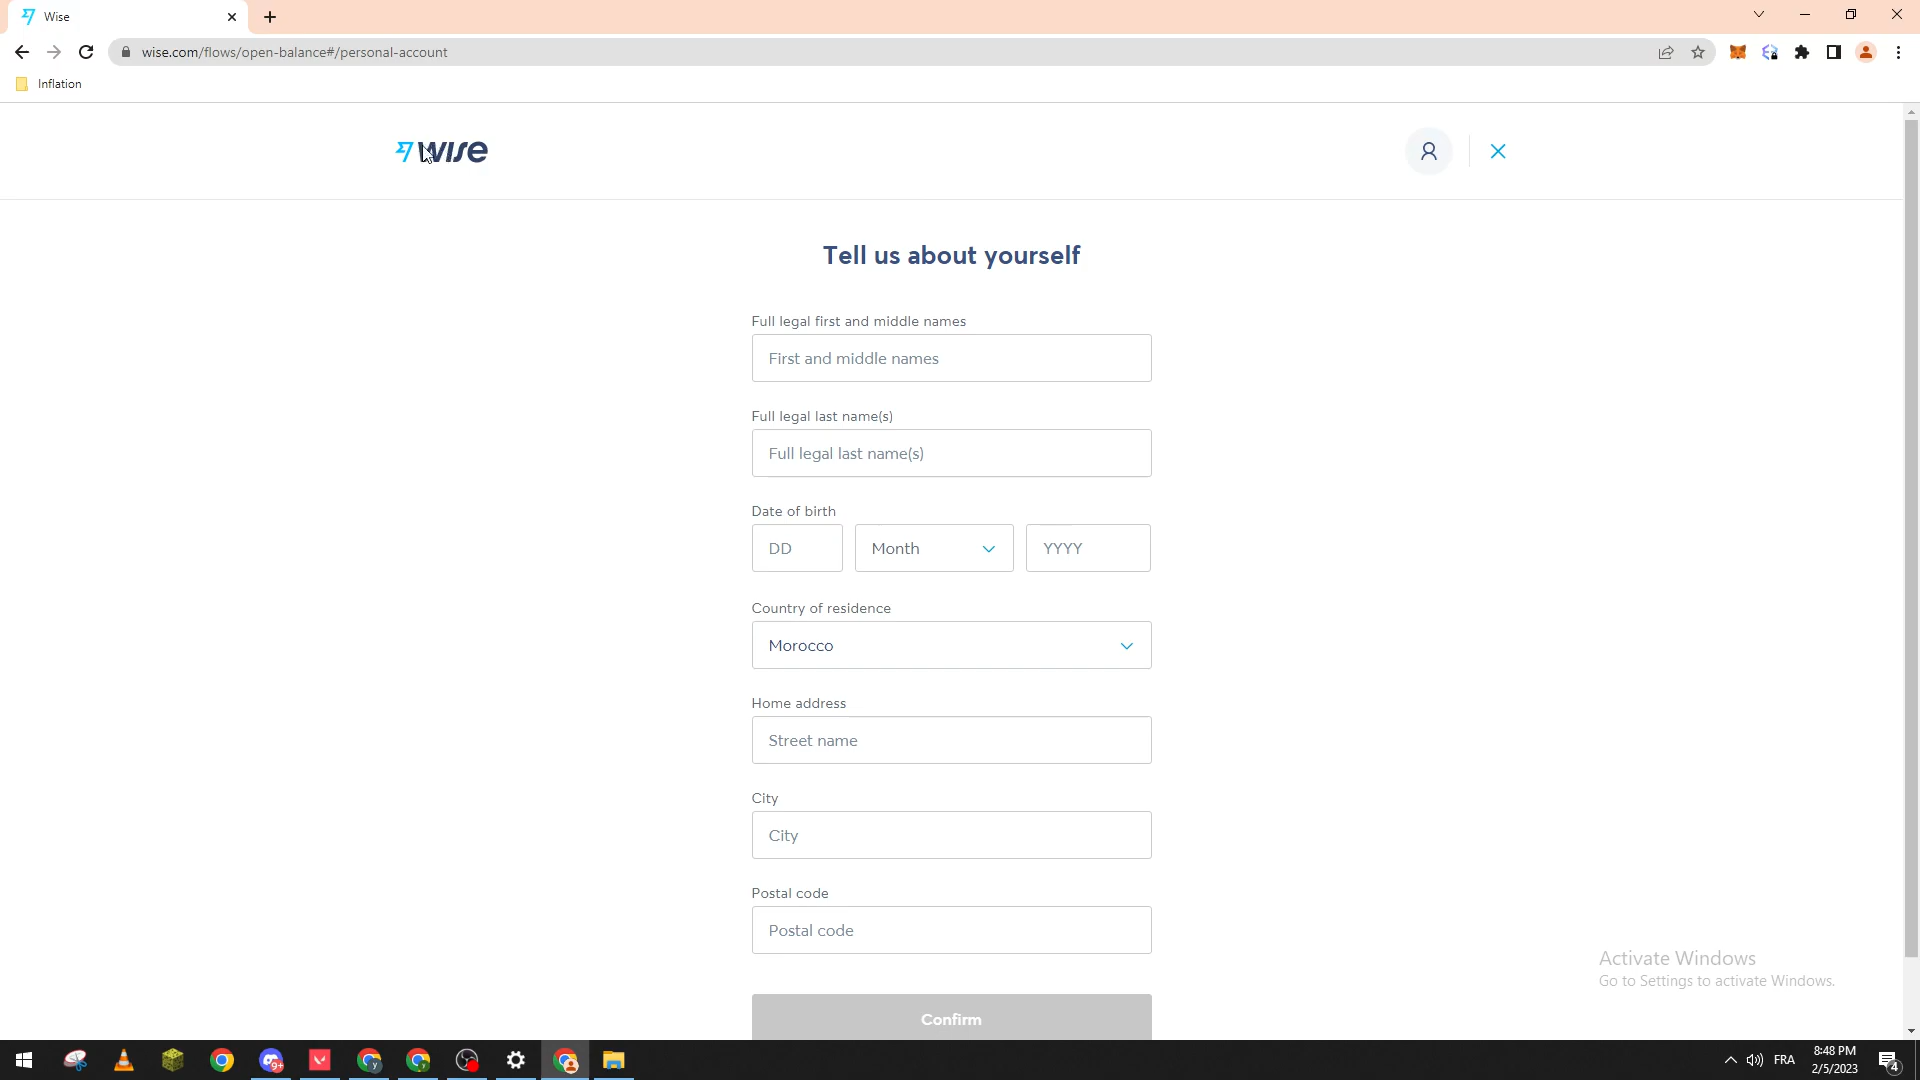 Wise
wise.com/flows/open-balance#/personal-account
Inflation
wise
Tell us about yourself
Full legal first and middle names
First and middle names
Full legal last name(s)
Full legal last name(s)
Date of birth
DD Month YYYY
Country of residence
Morocco
Home address
Street name
City
City
Postal code
Postal code
Activate Windows
Go to Settings to activate Windows.
Confirm
9+
FRA
8:48 PM
2/5/2023
4